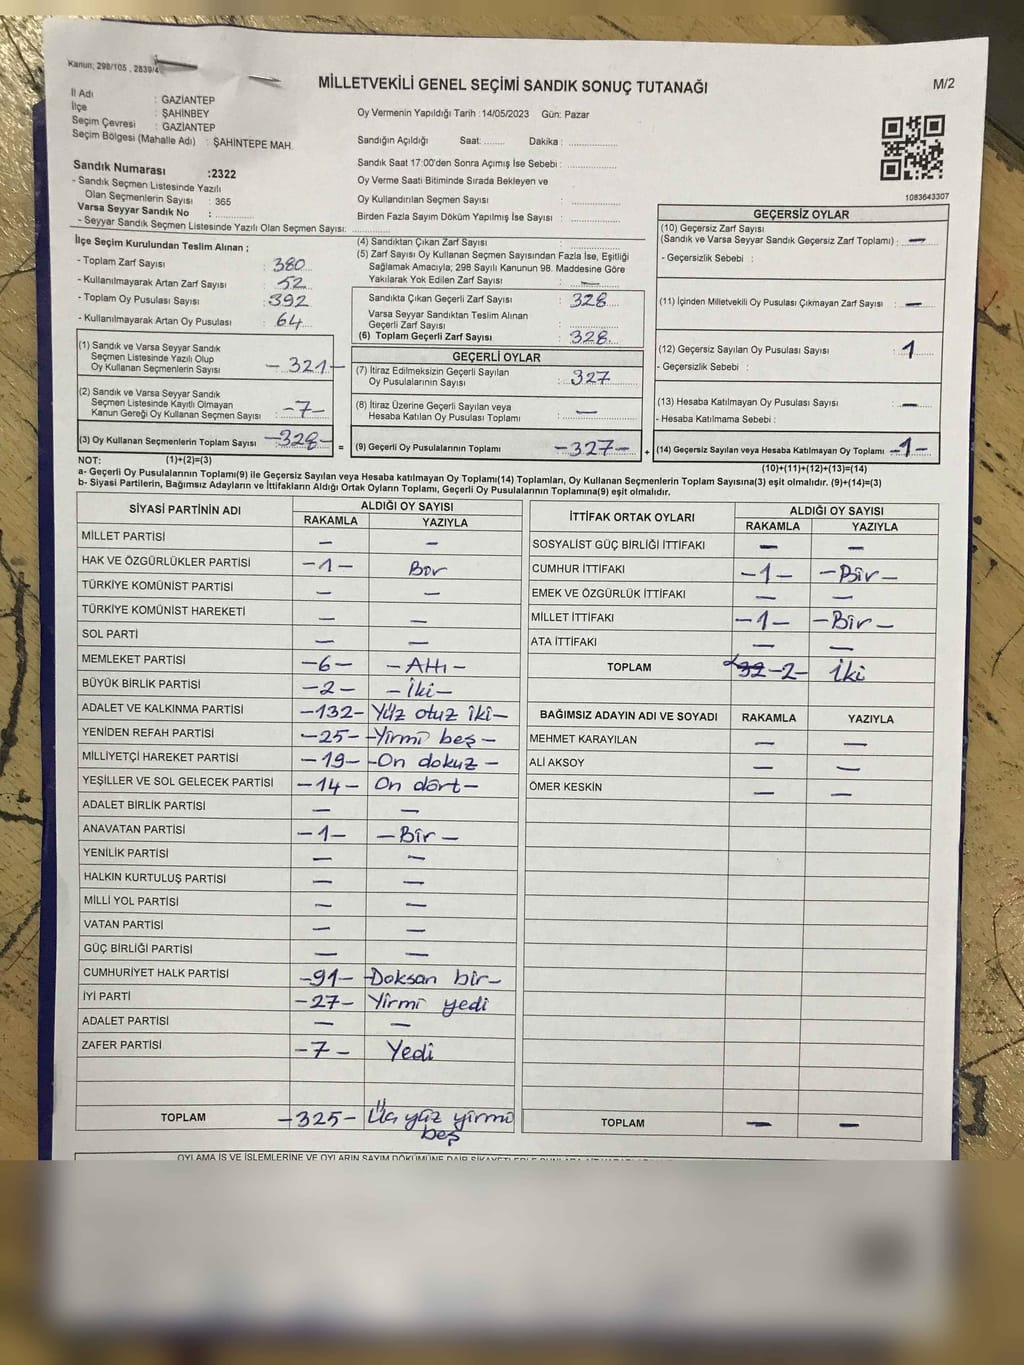 Kanun; 298/105 , 2839/4
MİLLETVEKİLİ GENEL SEÇİMİ SANDIK SONUÇ TUTANAĞI
M/2
İl Adı : GAZİANTEP
İlçe : ŞAHİNBEY
Seçim Çevresi : GAZİANTEP
Seçim Bölgesi (Mahalle Adı) : ŞAHİNTEPE MAH.
Sandık Numarası :2322
- Sandık Seçmen Listesinde Yazılı
Olan Seçmenlerin Sayısı : 365
Varsa Seyyar Sandık No :
- Seyyar Sandık Seçmen Listesinde Yazılı Olan Seçmen Sayısı:
Oy Vermenin Yapıldığı Tarih :14/05/2023 Gün: Pazar
Sandığın Açıldığı Saat: Dakika :
Sandık Saat 17:00'den Sonra Açımış İse Sebebi :
Oy Verme Saati Bitiminde Sırada Bekleyen ve
Oy Kullandırılan Seçmen Sayısı :
Birden Fazla Sayım Döküm Yapılmış İse Sayısı :
1083643307
İlçe Seçim Kurulundan Teslim Alınan ;
- Toplam Zarf Sayısı : 380
- Kullanılmayarak Artan Zarf Sayısı : 52
- Toplam Oy Pusulası Sayısı : 392
- Kullanılmayarak Artan Oy Pusulası : 64
(1) Sandık ve Varsa Seyyar Sandık
Seçmen Listesinde Yazılı Olup
Oy Kullanan Seçmenlerin Sayısı : - 321 -
(2) Sandık ve Varsa Seyyar Sandık
Seçmen Listesinde Kayıtlı Olmayan
Kanun Gereği Oy Kullanan Seçmen Sayısı : -7-
(3) Oy Kullanan Seçmenlerin Toplam Sayısı -328- =
(4) Sandıktan Çıkan Zarf Sayısı :
(5) Zarf Sayısı Oy Kullanan Seçmen Sayısından Fazla İse, Eşitliği
Sağlamak Amacıyla; 298 Sayılı Kanunun 98. Maddesine Göre
Yakılarak Yok Edilen Zarf Sayısı : —
Sandıkta Çıkan Geçerli Zarf Sayısı : 328
Varsa Seyyar Sandıktan Teslim Alınan
Geçerli Zarf Sayısı :
(6) Toplam Geçerli Zarf Sayısı : 328
GEÇERLİ OYLAR
(7) İtiraz Edilmeksizin Geçerli Sayılan
Oy Pusulalarının Sayısı : 327
(8) İtiraz Üzerine Geçerli Sayılan veya
Hesaba Katılan Oy Pusulası Toplamı : —
(9) Geçerli Oy Pusulalarının Toplamı -327- +
GEÇERSİZ OYLAR
(10) Geçersiz Zarf Sayısı
(Sandık ve Varsa Seyyar Sandık Geçersiz Zarf Toplamı) : —
- Geçersizlik Sebebi :
(11) İçinden Milletvekili Oy Pusulası Çıkmayan Zarf Sayısı : —
(12) Geçersiz Sayılan Oy Pusulası Sayısı : 1
- Geçersizlik Sebebi :
(13) Hesaba Katılmayan Oy Pusulası Sayısı : —
- Hesaba Katılmama Sebebi :
(14) Geçersiz Sayılan veya Hesaba Katılmayan Oy Toplamı -1-
NOT: (1)+(2)=(3)
(10)+(11)+(12)+(13)=(14)
a- Geçerli Oy Pusulalarının Toplamı(9) ile Geçersiz Sayılan veya Hesaba katılmayan Oy Toplamı(14) Toplamları, Oy Kullanan Seçmenlerin Toplam Sayısına(3) eşit olmalıdır. (9)+(14)=(3)
b- Siyasi Partilerin, Bağımsız Adayların ve İttifakların Aldığı Ortak Oyların Toplamı, Geçerli Oy Pusulalarının Toplamına(9) eşit olmalıdır.
SİYASİ PARTİNİN ADI ALDIĞI OY SAYISI
RAKAMLA YAZIYLA
MİLLET PARTİSİ — —
HAK VE ÖZGÜRLÜKLER PARTİSİ -1- Bir
TÜRKİYE KOMÜNİST PARTİSİ — —
TÜRKİYE KOMÜNİST HAREKETİ — —
SOL PARTİ — —
MEMLEKET PARTİSİ -6- -Altı-
BÜYÜK BİRLİK PARTİSİ -2- -İki-
ADALET VE KALKINMA PARTİSİ -132- Yüz otuz iki-
YENİDEN REFAH PARTİSİ -25- -Yirmi beş-
MİLLİYETÇİ HAREKET PARTİSİ -19- -On dokuz-
YEŞİLLER VE SOL GELECEK PARTİSİ -14- On dört-
ADALET BİRLİK PARTİSİ — —
ANAVATAN PARTİSİ -1- -Bir-
YENİLİK PARTİSİ — —
HALKIN KURTULUŞ PARTİSİ — —
MİLLİ YOL PARTİSİ — —
VATAN PARTİSİ — —
GÜÇ BİRLİĞİ PARTİSİ — —
CUMHURİYET HALK PARTİSİ -91- -Doksan bir-
İYİ PARTİ -27- Yirmi yedi
ADALET PARTİSİ — —
ZAFER PARTİSİ -7- Yedi
TOPLAM -325- Üç yüz yirmi
beş
İTTİFAK ORTAK OYLARI ALDIĞI OY SAYISI
RAKAMLA YAZIYLA
SOSYALİST GÜÇ BİRLİĞİ İTTİFAKI — —
CUMHUR İTTİFAKI -1- -Bir-
EMEK VE ÖZGÜRLÜK İTTİFAKI — —
MİLLET İTTİFAKI -1- -Bir-
ATA İTTİFAKI — —
TOPLAM -2- İki
BAĞIMSIZ ADAYIN ADI VE SOYADI RAKAMLA YAZIYLA
MEHMET KARAYILAN — —
ALİ AKSOY — —
ÖMER KESKİN — —
TOPLAM — —